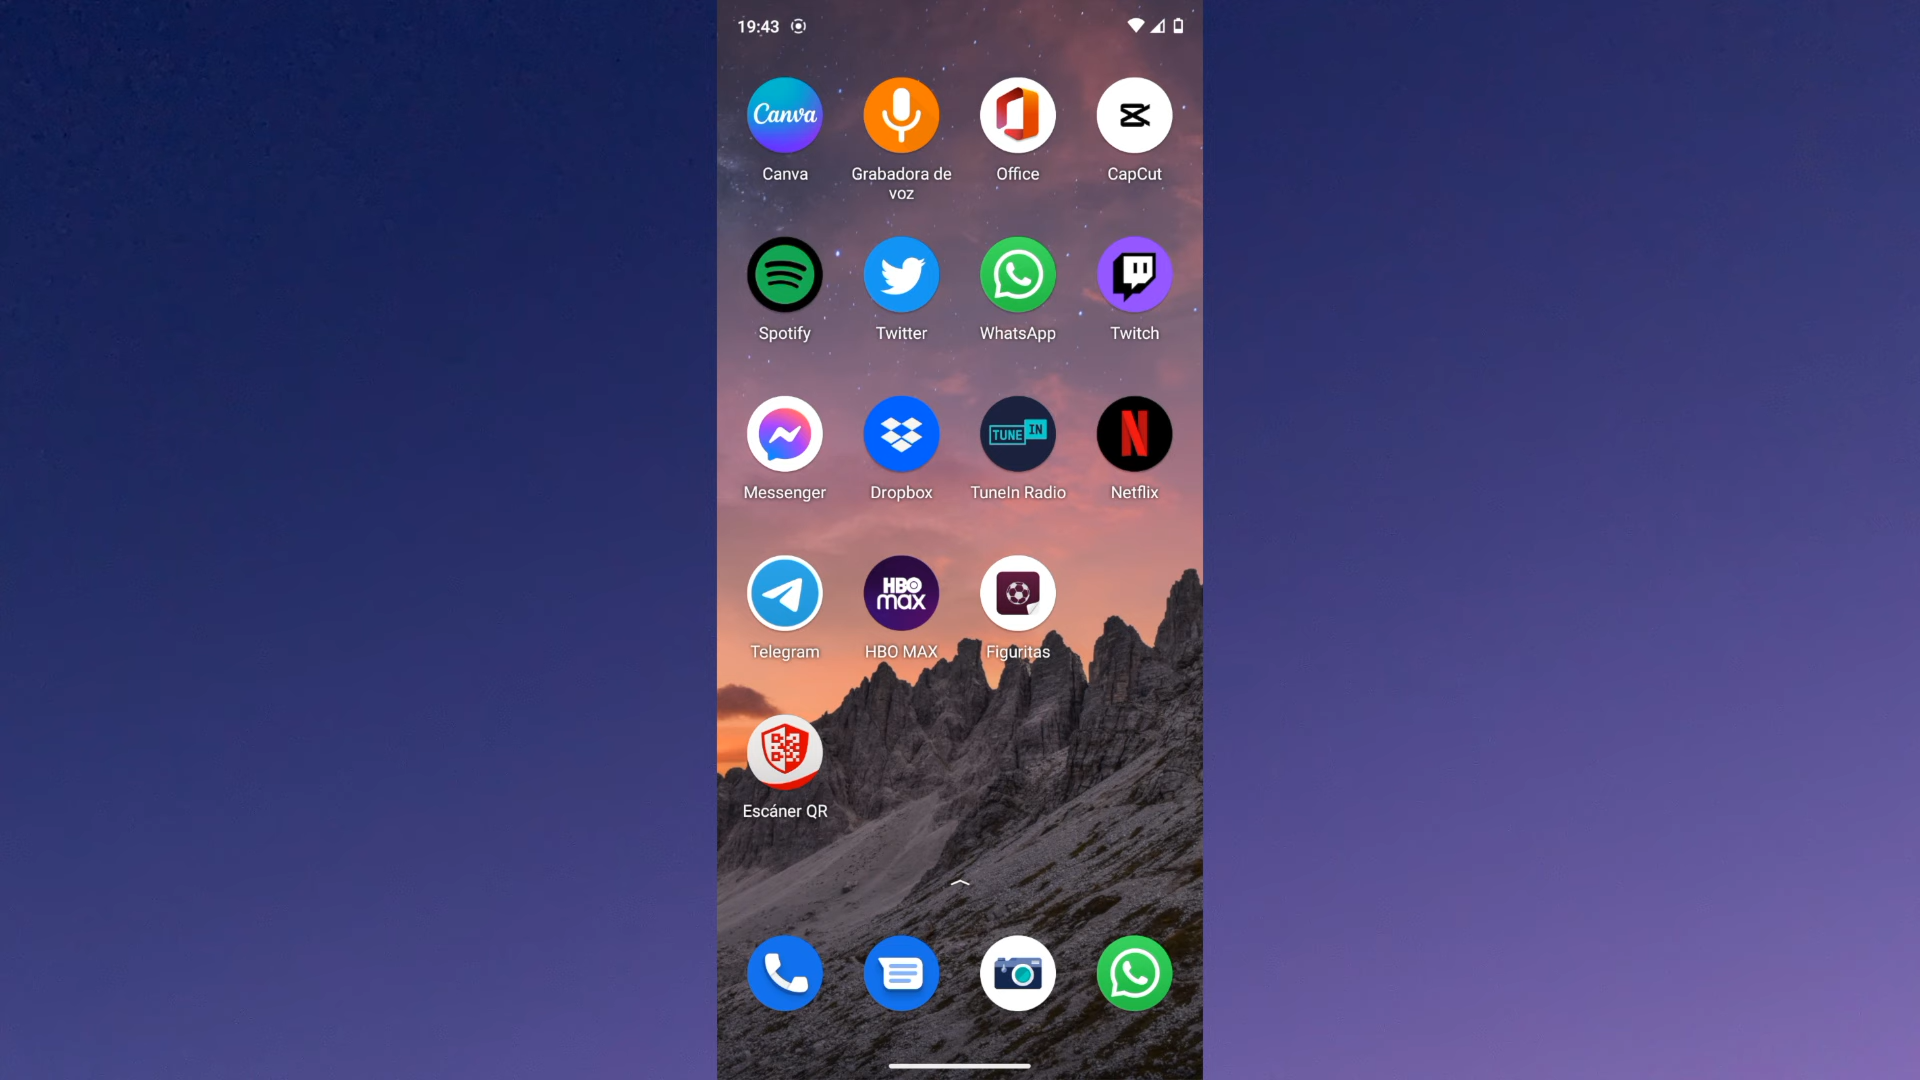 19:43
Canva
Canva
Grabadora de
voz
Office
CapCut
Spotify
Twitter
WhatsApp
Twitch
TUNE IN
N
Messenger
Dropbox
TuneIn Radio
Netflix
HBO
max
Telegram
HBO MAX
Figuritas
Escáner QR